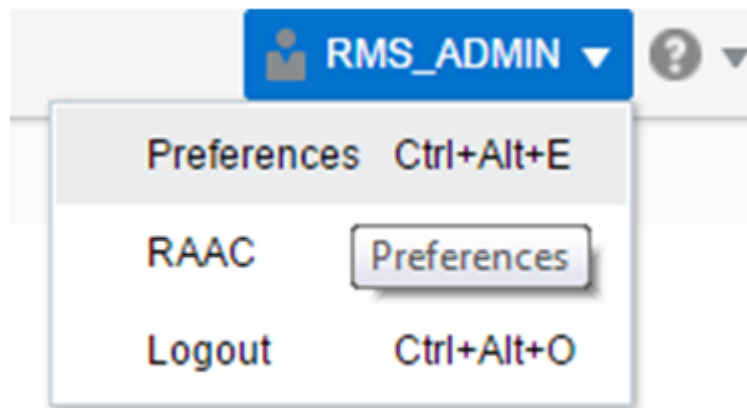 RMS_ADMIN
Preferences Ctrl+Alt+E
RAAC
Preferences
Logout Ctrl+Alt+O